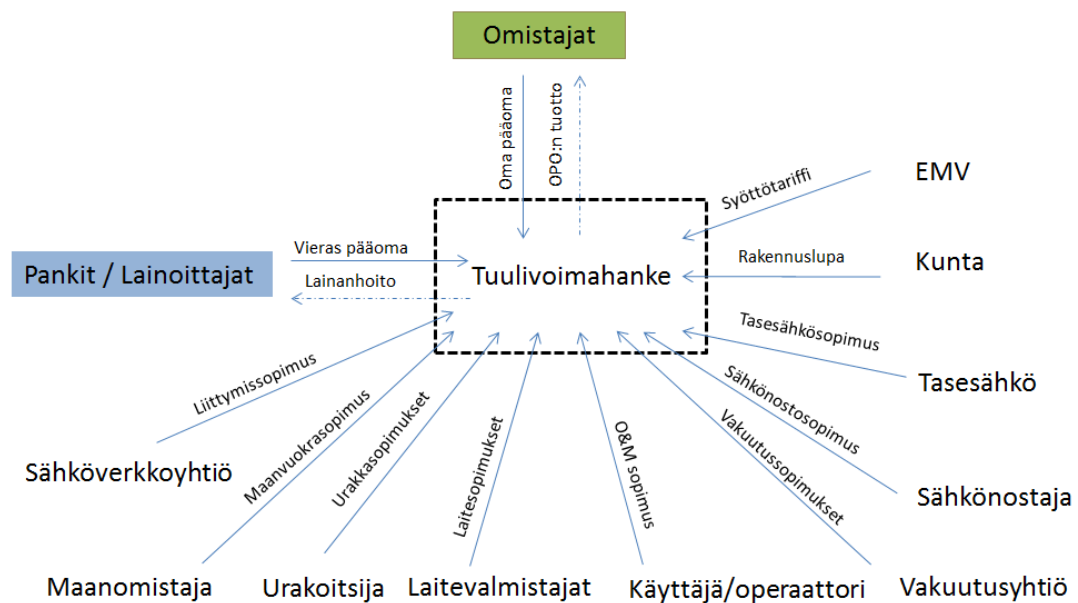 Omistajat
Oma pääoma
OPO:n tuotto
EMV
Syöttötariffi
Vieras pääoma
Pankit / Lainoittajat
Lainanhoito
Tuulivoimahanke
Rakennuslupa
Kunta
Tasesähkösopimus
Tasesähkö
Liittymissopimus
Sähköverkkoyhtiö
Maanvuokrasopimus
Urakkasopimukset
Laitesopimukset
O&M sopimus
Vakuutussopimukset
Sähkönostosopimus
Sähkönostaja
Maanomistaja
Urakoitsija
Laitevalmistajat
Käyttäjä/operaattori
Vakuutusyhtiö